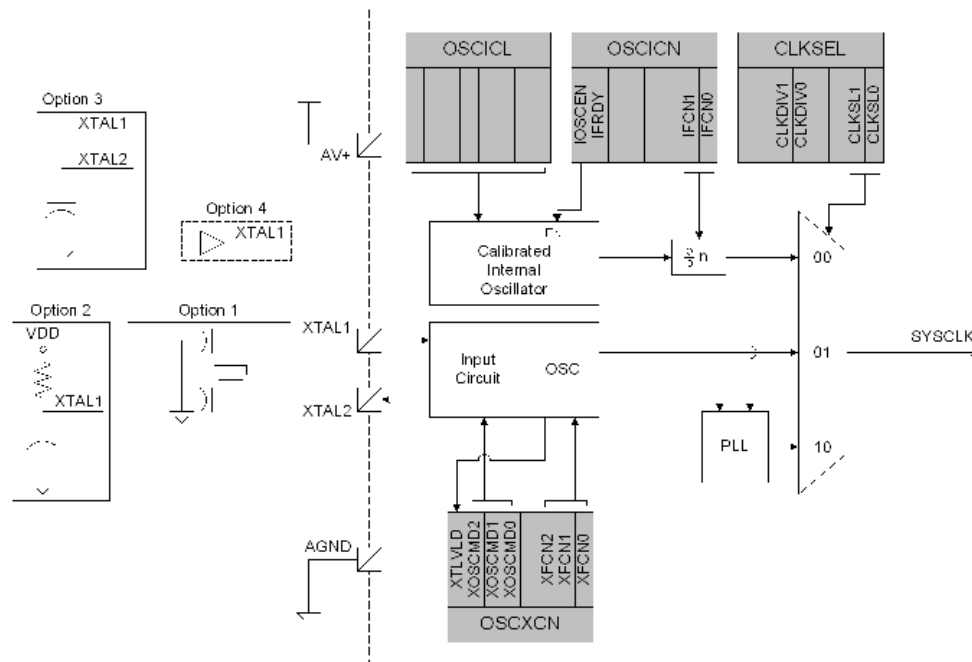 OSCICL
OSCICN
CLKSEL
IOSCEN
IFRDY
IFCN1
IFCN0
CLKDIV1
CLKDIV0
CLKSL1
CLKSL0
Option 3
XTAL1
XTAL2
AV+
Option 4
XTAL1
Calibrated
Internal
Oscillator
n
00
Option 2
VDD
XTAL1
Option 1
XTAL1
XTAL2
Input
Circuit
OSC
01
SYSCLK
PLL
10
AGND
XTLVLD
XOSCMD2
XOSCMD1
XOSCMD0
XFCN2
XFCN1
XFCN0
OSCXCN